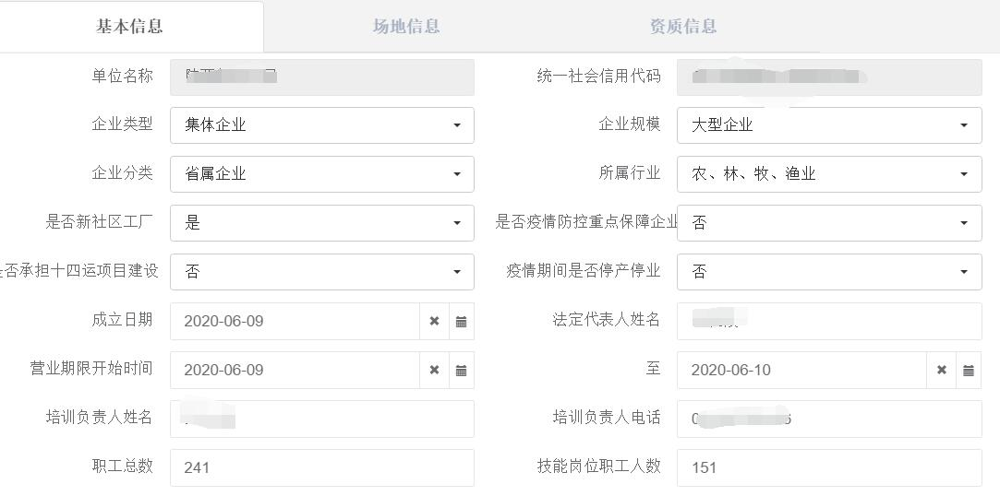 基本信息 场地信息 资质信息
单位名称 统一社会信用代码
企业类型 集体企业 企业规模 大型企业
企业分类 省属企业 所属行业 农、林、牧、渔业
是否新社区工厂 是 是否疫情防控重点保障企业 否
否承担十四运项目建设 否 疫情期间是否停产停业 否
成立日期 2020-06-09 法定代表人姓名
营业期限开始时间 2020-06-09 至 2020-06-10
培训负责人姓名 培训负责人电话
职工总数 241 技能岗位职工人数 151